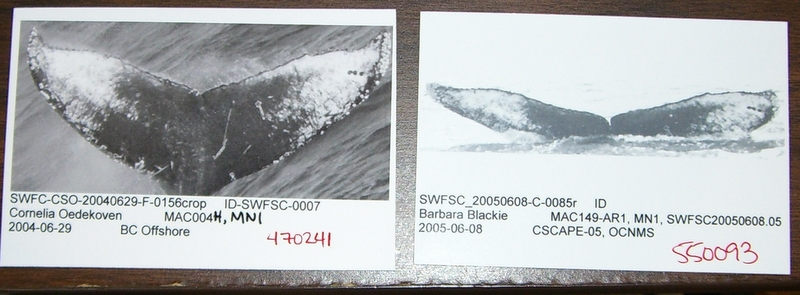 SWFC-CSO-20040629-F-0156crop ID-SWFSC-0007
Cornelia Oedekoven MAC004H, MN1
2004-06-29 BC Offshore
470241
SWFSC_20050608-C-0085r ID
Barbara Blackie MAC149-AR1, MN1, SWFSC20050608.05
2005-06-08 CSCAPE-05, OCNMS
550093